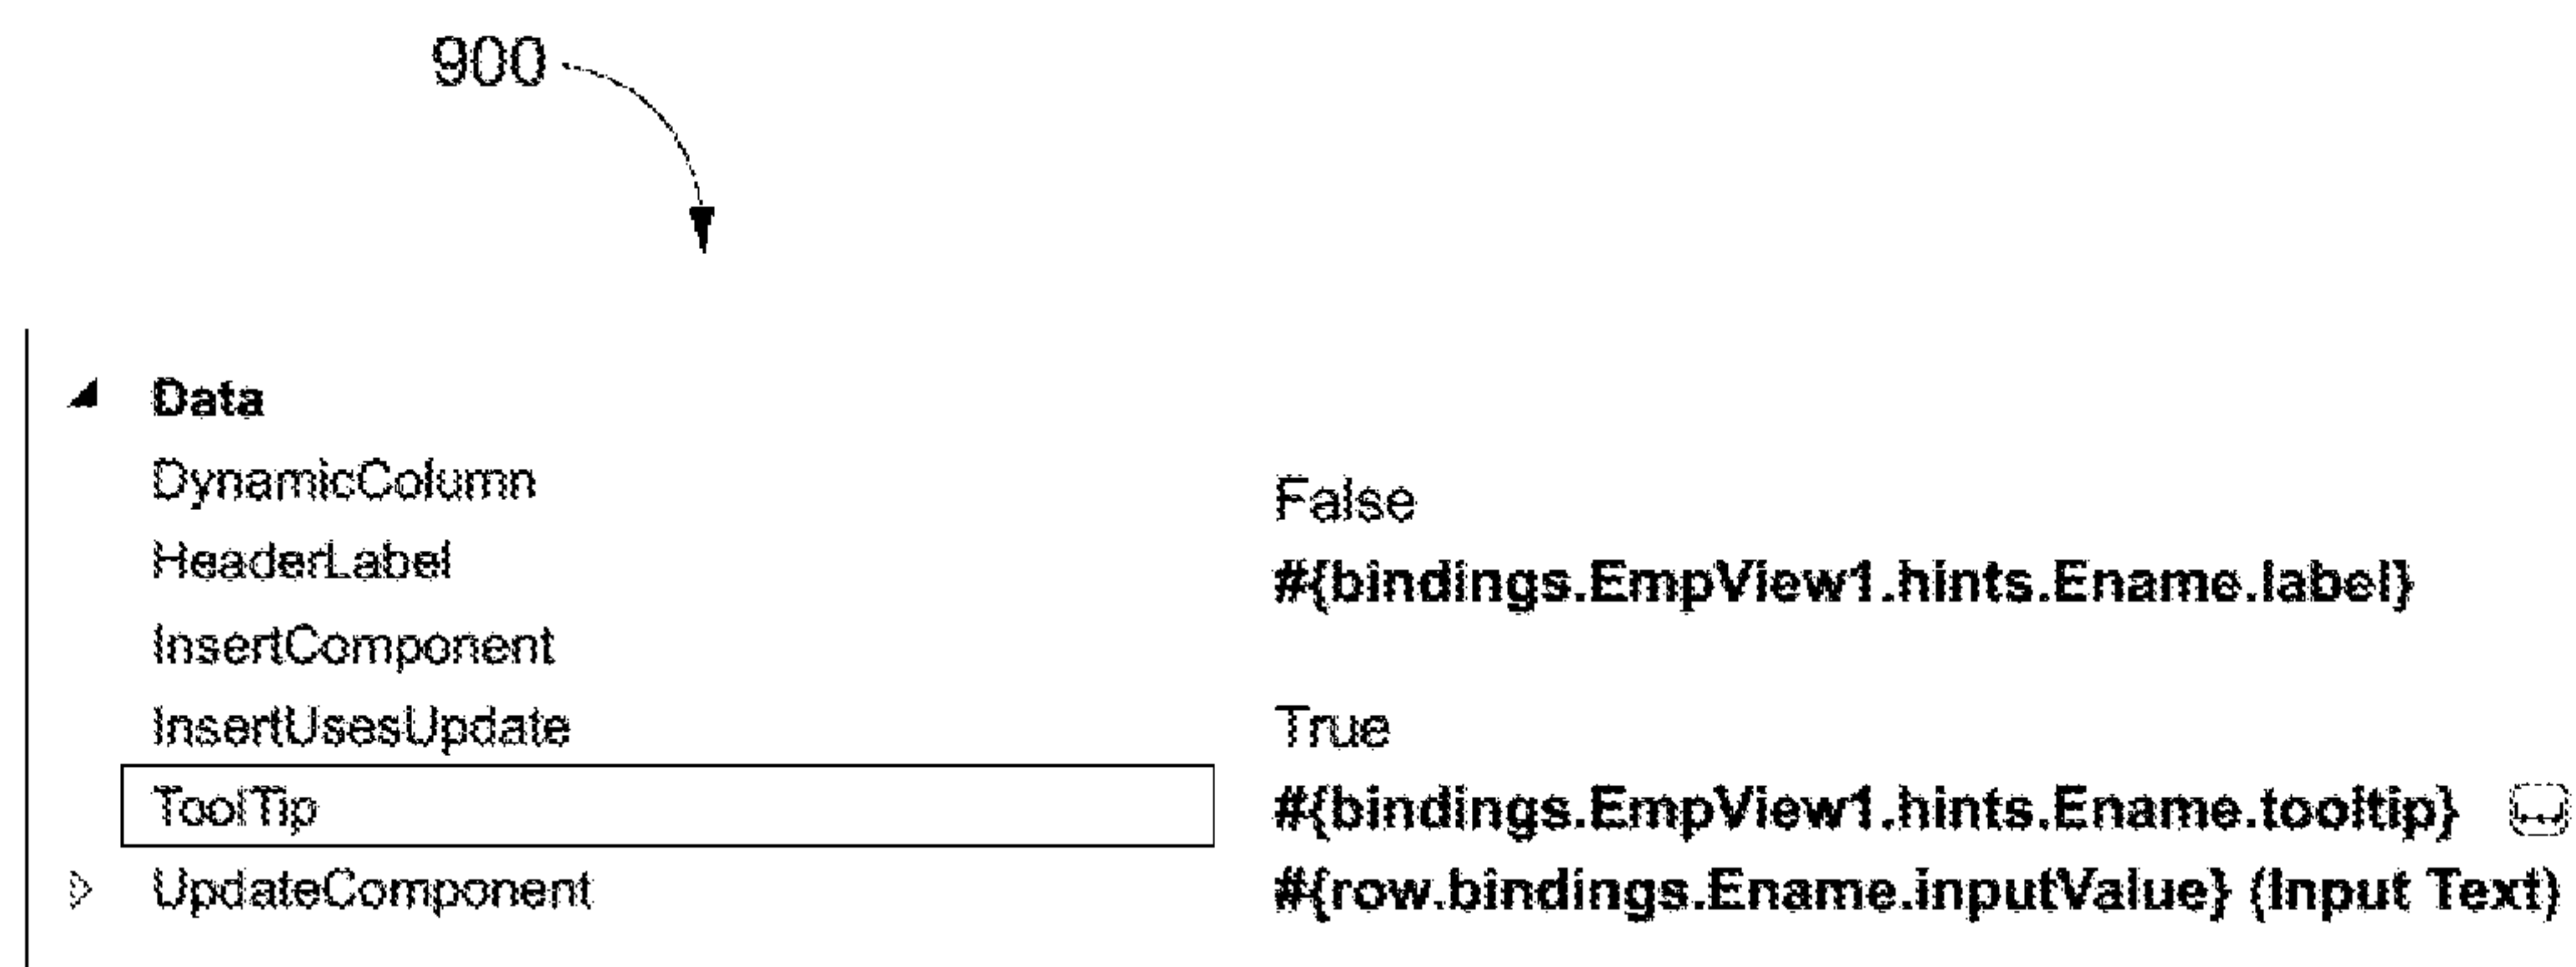 900
Data
DynamicColumn False
HeaderLabel #{bindings.EmpView1.hints.Ename.label}
InsertComponent
InsertUsesUpdate True
ToolTip #{bindings.EmpView1.hints.Ename.tooltip} ...
UpdateComponent #{row.bindings.Ename.inputValue} (Input Text)